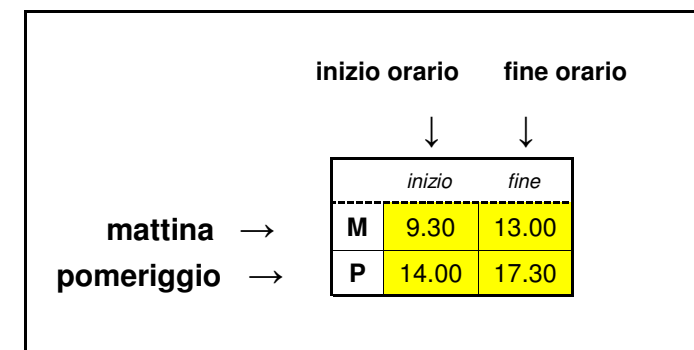 inizio orario fine orario
↓ ↓
inizio fine
mattina → M 9.30 13.00
pomeriggio → P 14.00 17.30